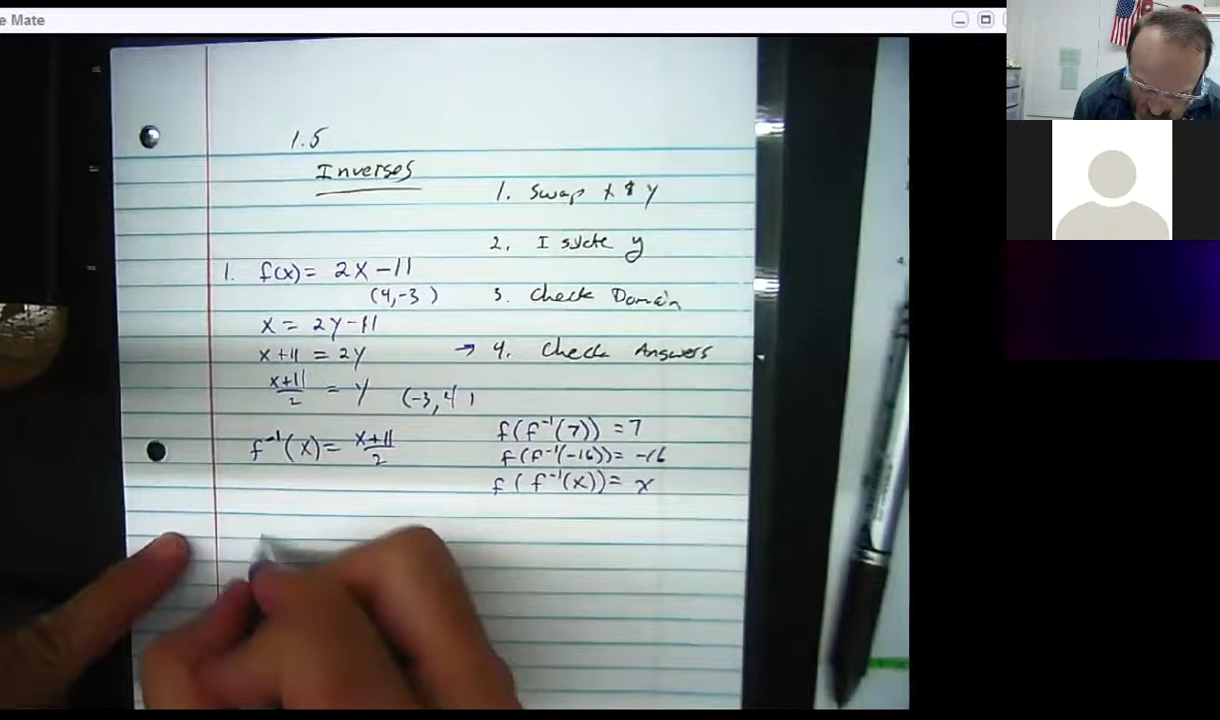 e Mate
1.5
Inverses
1. Swap x & y
2. Isolate y
3. Check Domain
→ 4. Check Answers
1. f(x) = 2x - 11
(4,-3)
x = 2y - 11
x+11 = 2y
x+11/2 = y (-3,4)
f⁻¹(x) = x+11/2
f(f⁻¹(7)) = 7
f(f⁻¹(-16)) = -16
f(f⁻¹(x)) = x